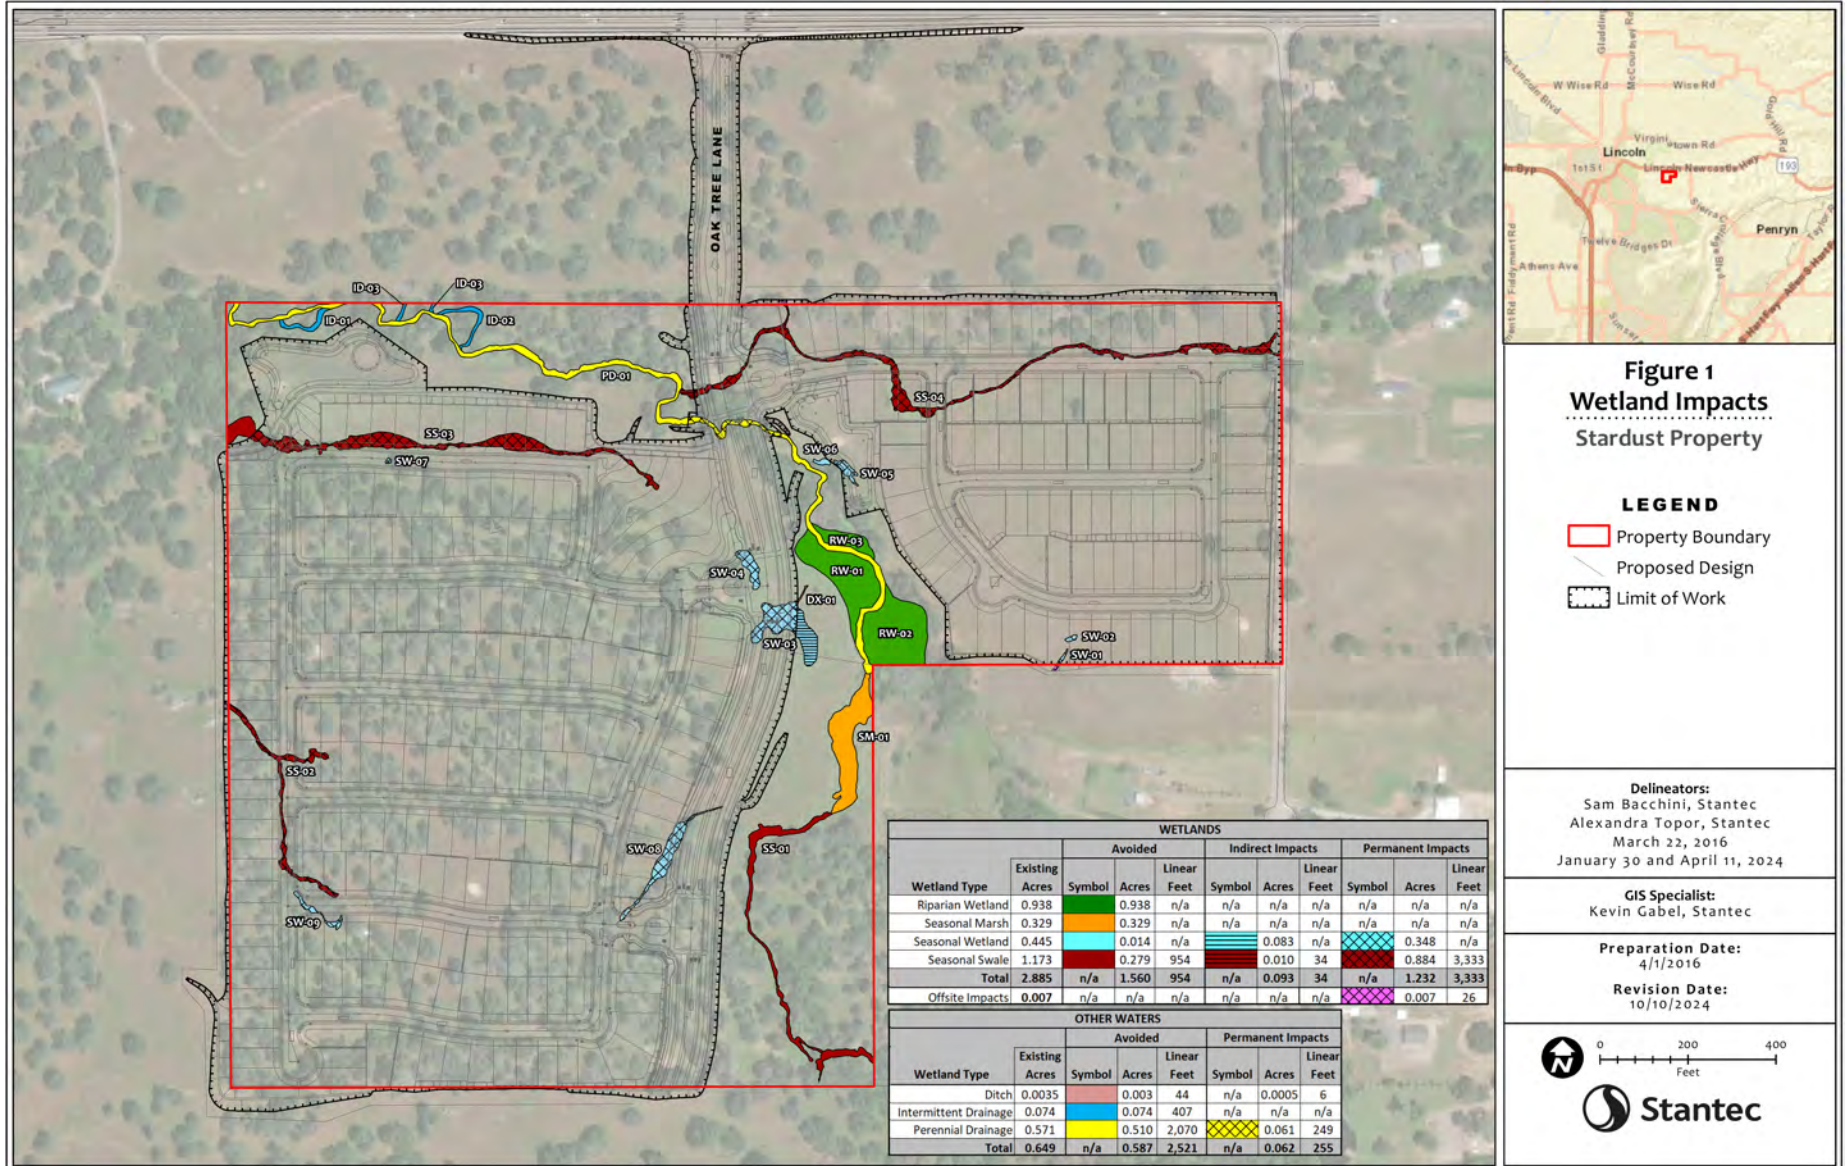 OAK TREE LANE
ID-03
ID-03
ID-01
ID-02
PD-01
SS-04
SS-03
SW-07
SW-06
SW-05
RW-03
RW-01
SW-04
DX-01
RW-02
SW-03
SW-02
SW-01
SM-01
SS-02
SW-08
SS-01
SW-09
WETLANDS
Avoided Indirect Impacts Permanent Impacts
Wetland Type Existing Acres Symbol Acres Linear Feet Symbol Acres Linear Feet Symbol Acres Linear Feet
Riparian Wetland 0.938 0.938 n/a n/a n/a n/a n/a n/a n/a
Seasonal Marsh 0.329 0.329 n/a n/a n/a n/a n/a n/a n/a
Seasonal Wetland 0.445 0.014 n/a 0.083 n/a 0.348 n/a
Seasonal Swale 1.173 0.279 954 0.010 34 0.884 3,333
Total 2.885 n/a 1.560 954 n/a 0.093 34 n/a 1.232 3,333
Offsite Impacts 0.007 n/a n/a n/a n/a n/a n/a 0.007 26
OTHER WATERS
Avoided Permanent Impacts
Wetland Type Existing Acres Symbol Acres Linear Feet Symbol Acres Linear Feet
Ditch 0.0035 0.003 44 n/a 0.0005 6
Intermittent Drainage 0.074 0.074 407 n/a n/a n/a
Perennial Drainage 0.571 0.510 2,070 0.061 249
Total 0.649 n/a 0.587 2,521 n/a 0.062 255
McCourtney Rd
W Wise Rd
Wise Rd
Gold Hill Rd
Virginiatown Rd
Lincoln
1st St
Lincoln Newcastle Hwy
193
Penryn
Twelve Bridges Dr
Athens Ave
Fiddyment Rd
Figure 1
Wetland Impacts
Stardust Property
LEGEND
Property Boundary
Proposed Design
Limit of Work
Delineators:
Sam Bacchini, Stantec
Alexandra Topor, Stantec
March 22, 2016
January 30 and April 11, 2024
GIS Specialist:
Kevin Gabel, Stantec
Preparation Date:
4/1/2016
Revision Date:
10/10/2024
N
0 200 400
Feet
Stantec